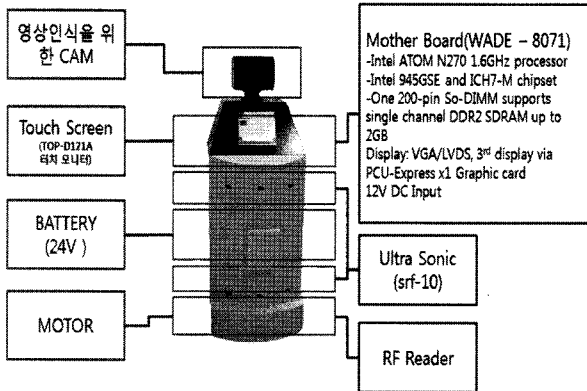 영상인식을 위
한 CAM
Touch Screen
(TOP-D121A
터치 모니터)
BATTERY
(24V )
MOTOR
Mother Board(WADE – 8071)
-Intel ATOM N270 1.6GHz processor
-Intel 945GSE and ICH7-M chipset
-One 200-pin So-DIMM supports
single channel DDR2 SDRAM up to
2GB
Display: VGA/LVDS, 3rd display via
PCU-Express x1 Graphic card
12V DC Input
Ultra Sonic
(srf-10)
RF Reader